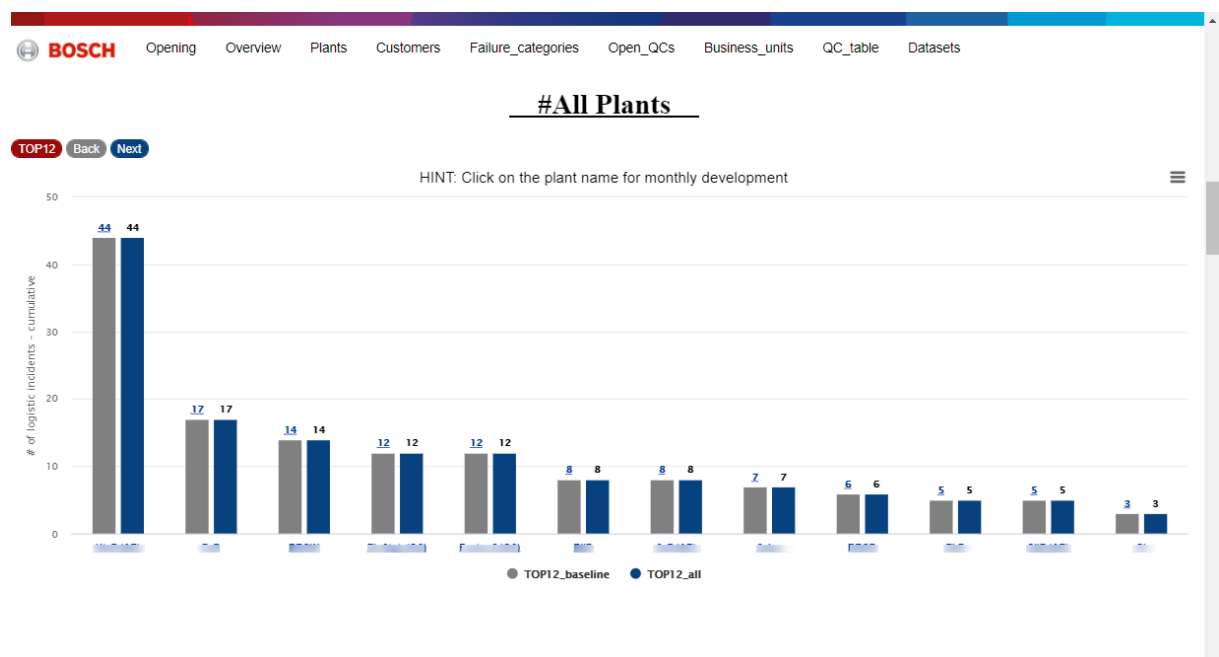 BOSCH Opening Overview Plants Customers Failure_categories Open_QCs Business_units QC_table Datasets
#All Plants
TOP12 Back Next
HINT: Click on the plant name for monthly development
# of logistic incidents - cumulative
50
40
30
20
10
0
44 44 17 17 14 14 12 12 12 12 8 8 8 8 7 7 6 6 5 5 5 5 3 3
TOP12_baseline TOP12_all